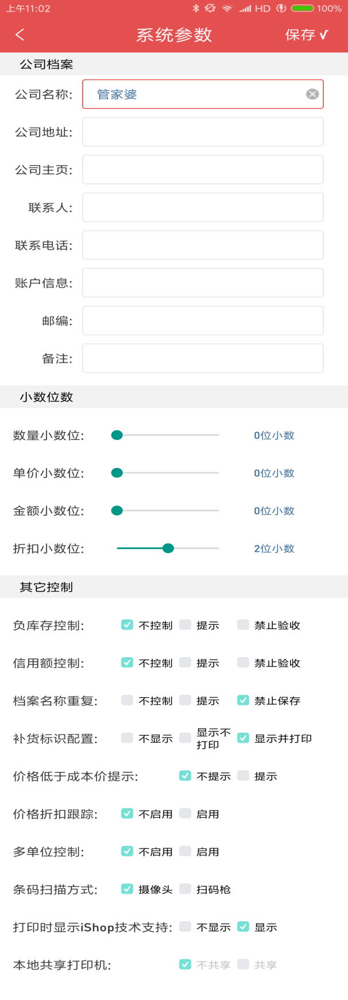 上午11:02 HD 100%
系统参数 保存√
公司档案
公司名称: 管家婆
公司地址:
公司主页:
联系人:
联系电话:
账户信息:
邮编:
备注:
小数位数
数量小数位: 0位小数
单价小数位: 0位小数
金额小数位: 0位小数
折扣小数位: 2位小数
其它控制
负库存控制: 不控制 提示 禁止验收
信用额控制: 不控制 提示 禁止验收
档案名称重复: 不控制 提示 禁止保存
补货标识配置: 不显示 显示不打印 显示并打印
价格低于成本价提示: 不提示 提示
价格折扣跟踪: 不启用 启用
多单位控制: 不启用 启用
条码扫描方式: 摄像头 扫码枪
打印时显示iShop技术支持: 不显示 显示
本地共享打印机: 不共享 共享